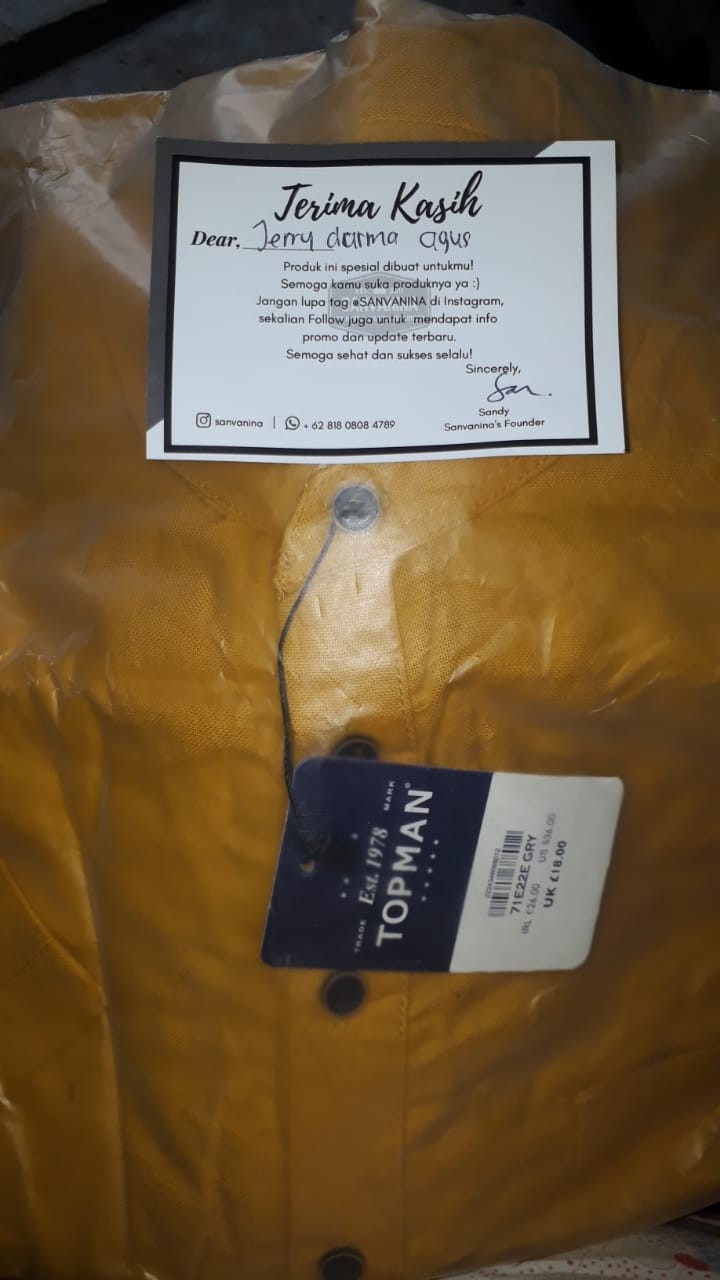 Terima Kasih
Dear, Jerry darma agus
Produk ini spesial dibuat untukmu!
Semoga kamu suka produknya ya :)
Jangan lupa tag @SANVANINA di Instagram,
sekalian Follow juga untuk mendapat info
promo dan update terbaru.
Semoga sehat dan sukses selalu!
Sincerely,
San.
Sandy
Sanvanina's Founder
sanvanina | + 62 818 0808 4789
TRADE MARK
Est. 1978
TOPMAN®
71E22E GRY
IRL €26.00 US $36.00
UK £18.00